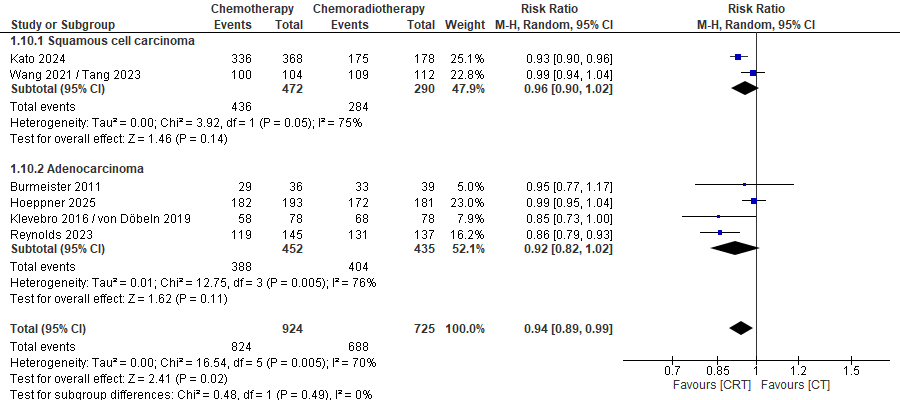 Chemotherapy Chemoradiotherapy Risk Ratio Risk Ratio
Study or Subgroup Events Total Events Total Weight M-H, Random, 95% CI M-H, Random, 95% CI
1.10.1 Squamous cell carcinoma
Kato 2024 336 368 175 178 25.1% 0.93 [0.90, 0.96]
Wang 2021 / Tang 2023 100 104 109 112 22.8% 0.99 [0.94, 1.04]
Subtotal (95% CI) 472 290 47.9% 0.96 [0.90, 1.02]
Total events 436 284
Heterogeneity: Tau² = 0.00; Chi² = 3.92, df = 1 (P = 0.05); I² = 75%
Test for overall effect: Z = 1.46 (P = 0.14)
1.10.2 Adenocarcinoma
Burmeister 2011 29 36 33 39 5.0% 0.95 [0.77, 1.17]
Hoeppner 2025 182 193 172 181 23.0% 0.99 [0.95, 1.04]
Klevebro 2016 / von Döbeln 2019 58 78 68 78 7.9% 0.85 [0.73, 1.00]
Reynolds 2023 119 145 131 137 16.2% 0.86 [0.79, 0.93]
Subtotal (95% CI) 452 435 52.1% 0.92 [0.82, 1.02]
Total events 388 404
Heterogeneity: Tau² = 0.01; Chi² = 12.75, df = 3 (P = 0.005); I² = 76%
Test for overall effect: Z = 1.62 (P = 0.11)
Total (95% CI) 924 725 100.0% 0.94 [0.89, 0.99]
Total events 824 688
Heterogeneity: Tau² = 0.00; Chi² = 16.54, df = 5 (P = 0.005); I² = 70%
Test for overall effect: Z = 2.41 (P = 0.02)
Test for subgroup differences: Chi² = 0.48, df = 1 (P = 0.49), I² = 0%
0.7 0.85 1 1.2 1.5
Favours [CRT] Favours [CT]